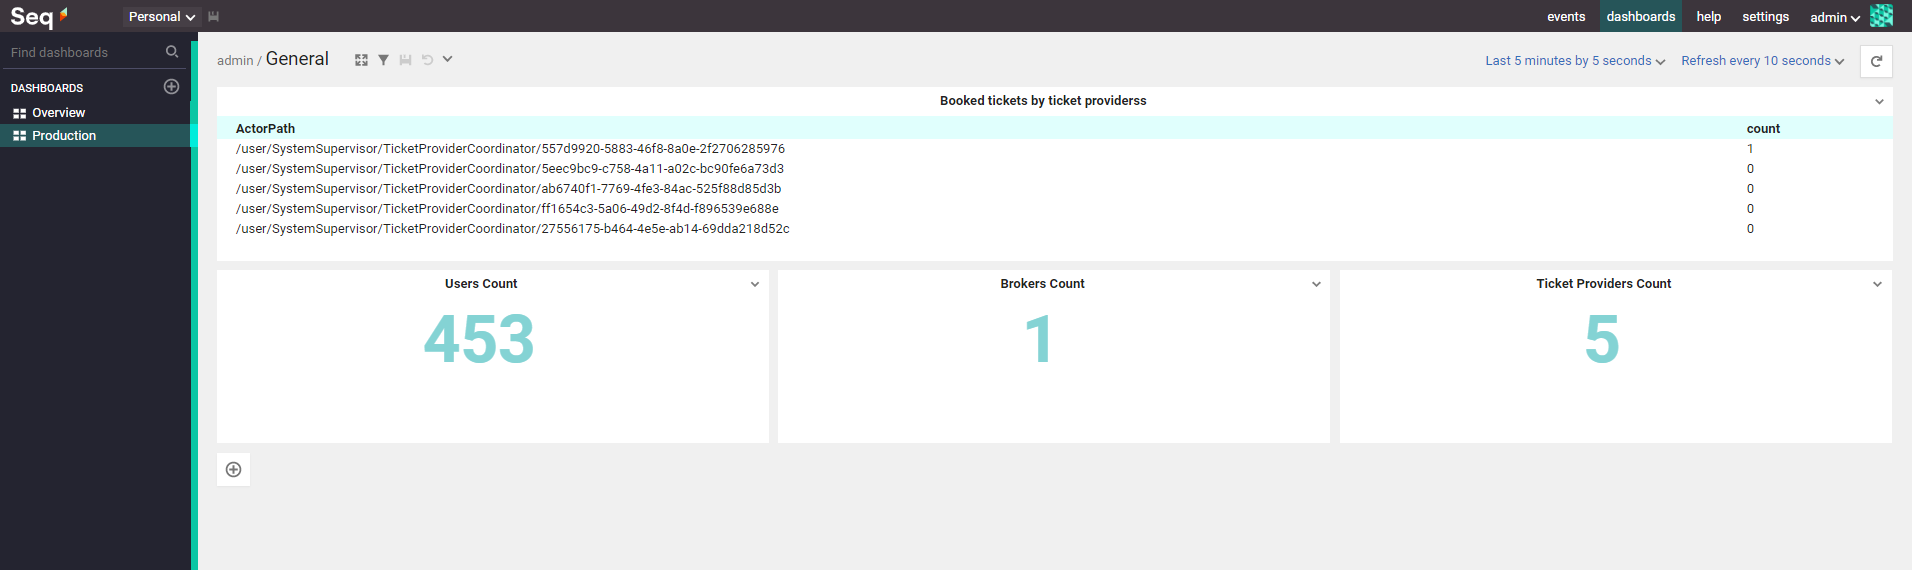 Seq Personal events dashboards help settings admin
Find dashboards
DASHBOARDS
Overview
Production
admin / General Last 5 minutes by 5 seconds Refresh every 10 seconds
Booked tickets by ticket providerss
ActorPath count
/user/SystemSupervisor/TicketProviderCoordinator/557d9920-5883-46f8-8a0e-2f2706285976 1
/user/SystemSupervisor/TicketProviderCoordinator/5eec9bc9-c758-4a11-a02c-bc90fe6a73d3 0
/user/SystemSupervisor/TicketProviderCoordinator/ab6740f1-7769-4fe3-84ac-525f88d85d3b 0
/user/SystemSupervisor/TicketProviderCoordinator/ff1654c3-5a06-49d2-8f4d-f896539e688e 0
/user/SystemSupervisor/TicketProviderCoordinator/27556175-b464-4e5e-ab14-69dda218d52c 0
Users Count
453
Brokers Count
1
Ticket Providers Count
5